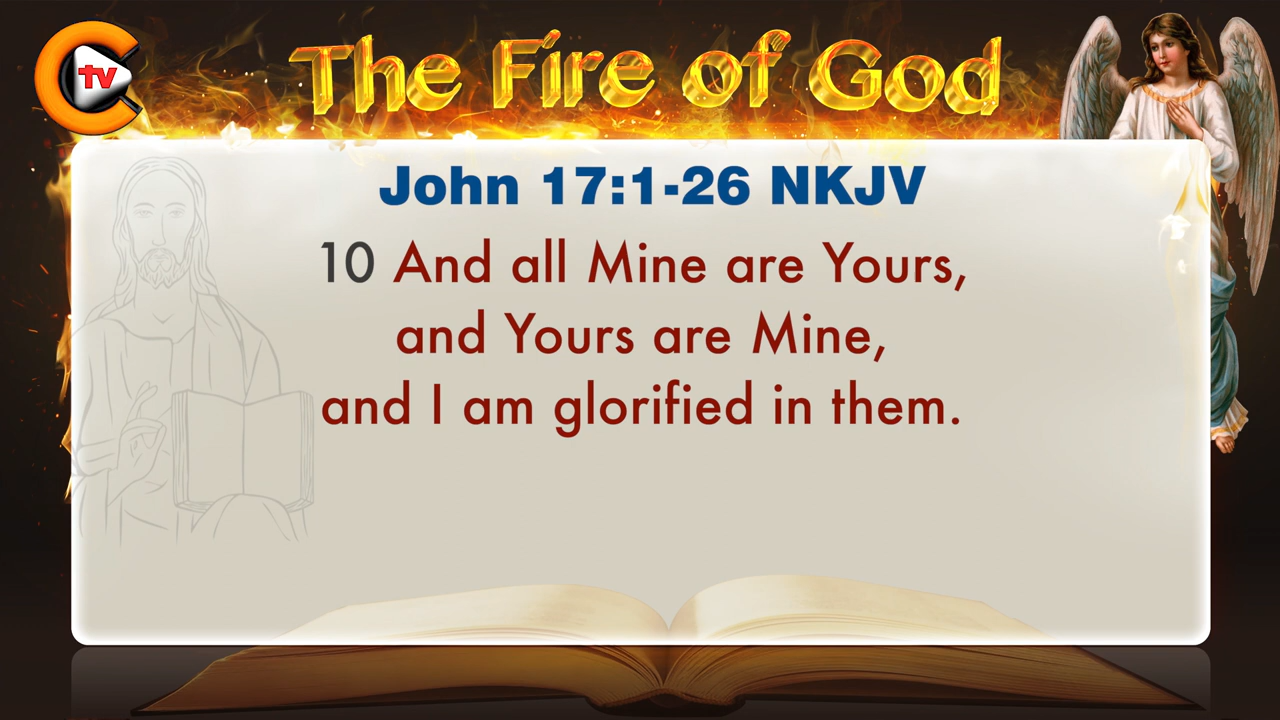 tv
The Fire of God
John 17:1-26 NKJV
10 And all Mine are Yours,
and Yours are Mine,
and I am glorified in them.